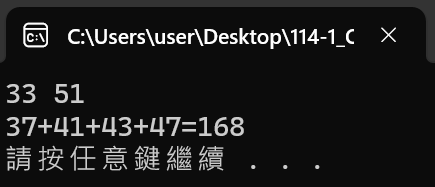 C:\Users\user\Desktop\114-1_C
33 51
37+41+43+47=168
請按任意鍵繼續 . . .